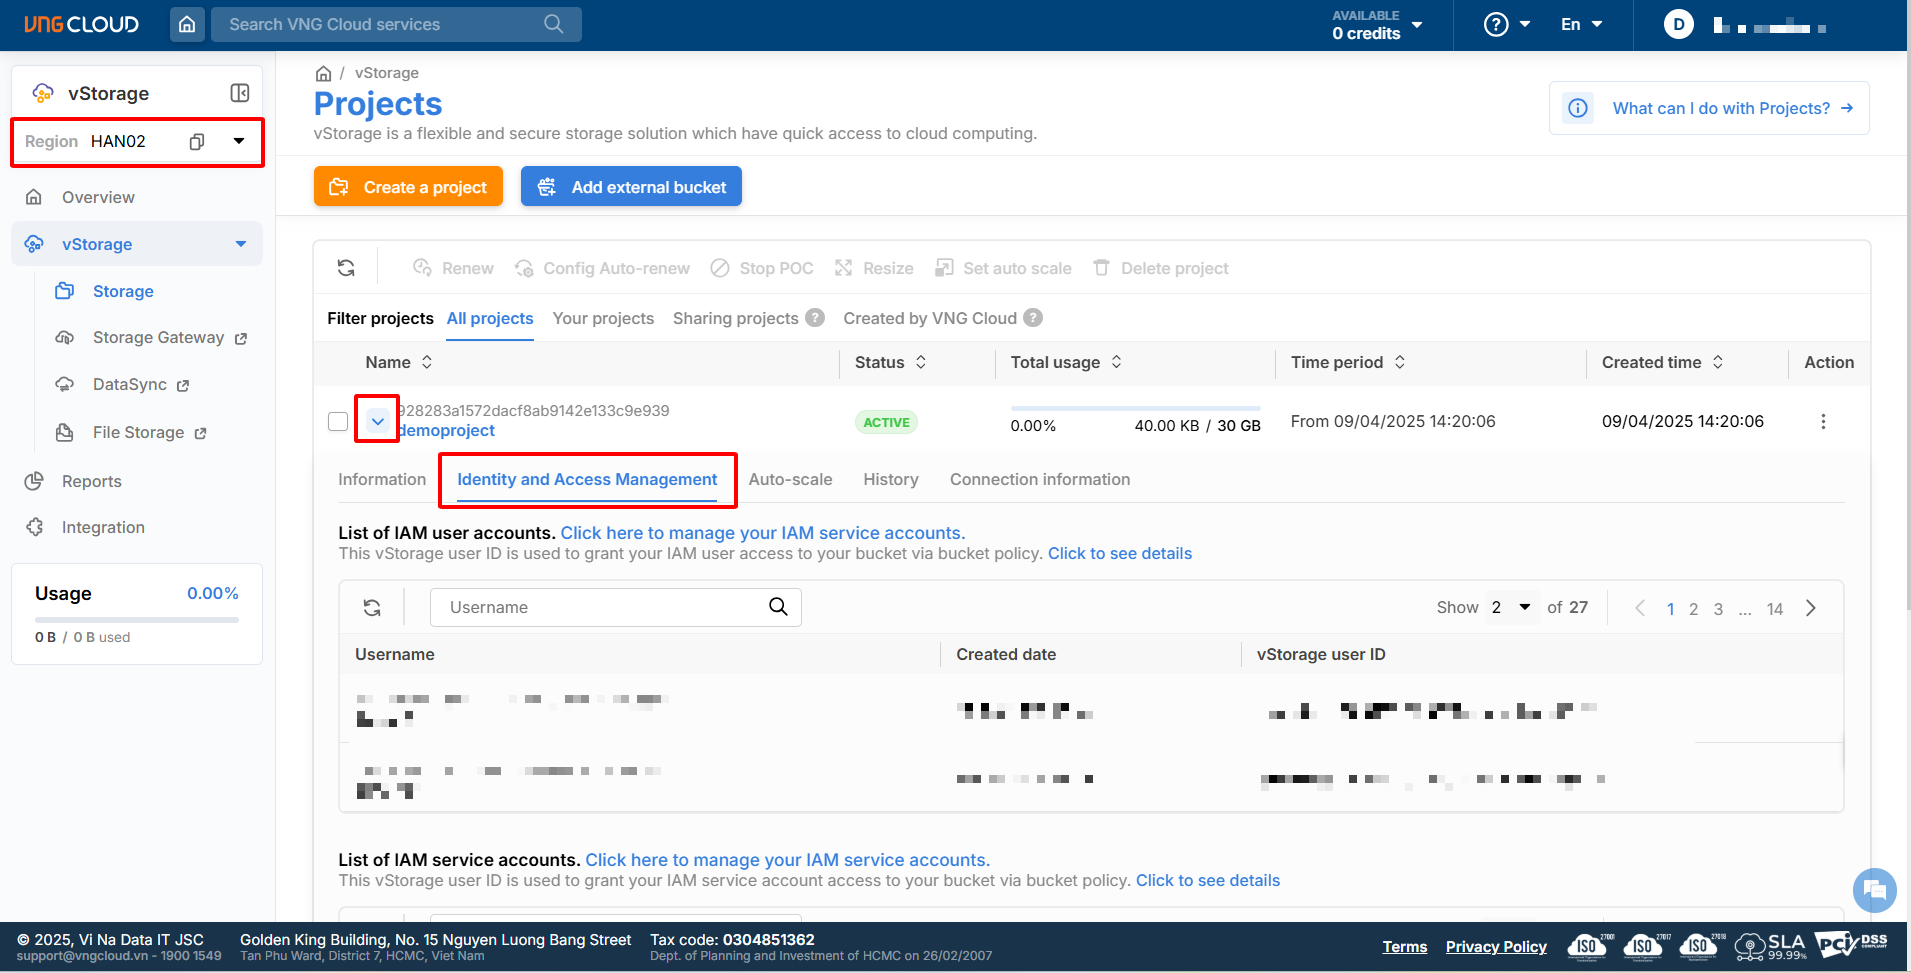 VNG CLOUD
Search VNG Cloud services
AVAILABLE
0 credits
?
En
D
vStorage
Region HAN02
Overview
vStorage
Storage
Storage Gateway
DataSync
File Storage
Reports
Integration
Usage 0.00%
0 B / 0 B used
/ vStorage
Projects
vStorage is a flexible and secure storage solution which have quick access to cloud computing.
What can I do with Projects?
Create a project
Add external bucket
Renew Config Auto-renew Stop POC Resize Set auto scale Delete project
Filter projects All projects Your projects Sharing projects ? Created by VNG Cloud ?
Name Status Total usage Time period Created time Action
928283a1572dacf8ab9142e133c9e939
demoproject
ACTIVE
0.00% 40.00 KB / 30 GB
From 09/04/2025 14:20:06
09/04/2025 14:20:06
Information Identity and Access Management Auto-scale History Connection information
List of IAM user accounts. Click here to manage your IAM service accounts.
This vStorage user ID is used to grant your IAM user access to your bucket via bucket policy. Click to see details
Username
Show 2 of 27
1 2 3 ... 14
Username Created date vStorage user ID
List of IAM service accounts. Click here to manage your IAM service accounts.
This vStorage user ID is used to grant your IAM service account access to your bucket via bucket policy. Click to see details
© 2025, Vi Na Data IT JSC
support@vngcloud.vn - 1900 1549
Golden King Building, No. 15 Nguyen Luong Bang Street
Tan Phu Ward, District 7, HCMC, Viet Nam
Tax code: 0304851362
Dept. of Planning and Investment of HCMC on 26/02/2007
Terms
Privacy Policy
ISO 27001
ISO 27017
ISO 27018
SLA
99.99%
PCI DSS
COMPLIANT